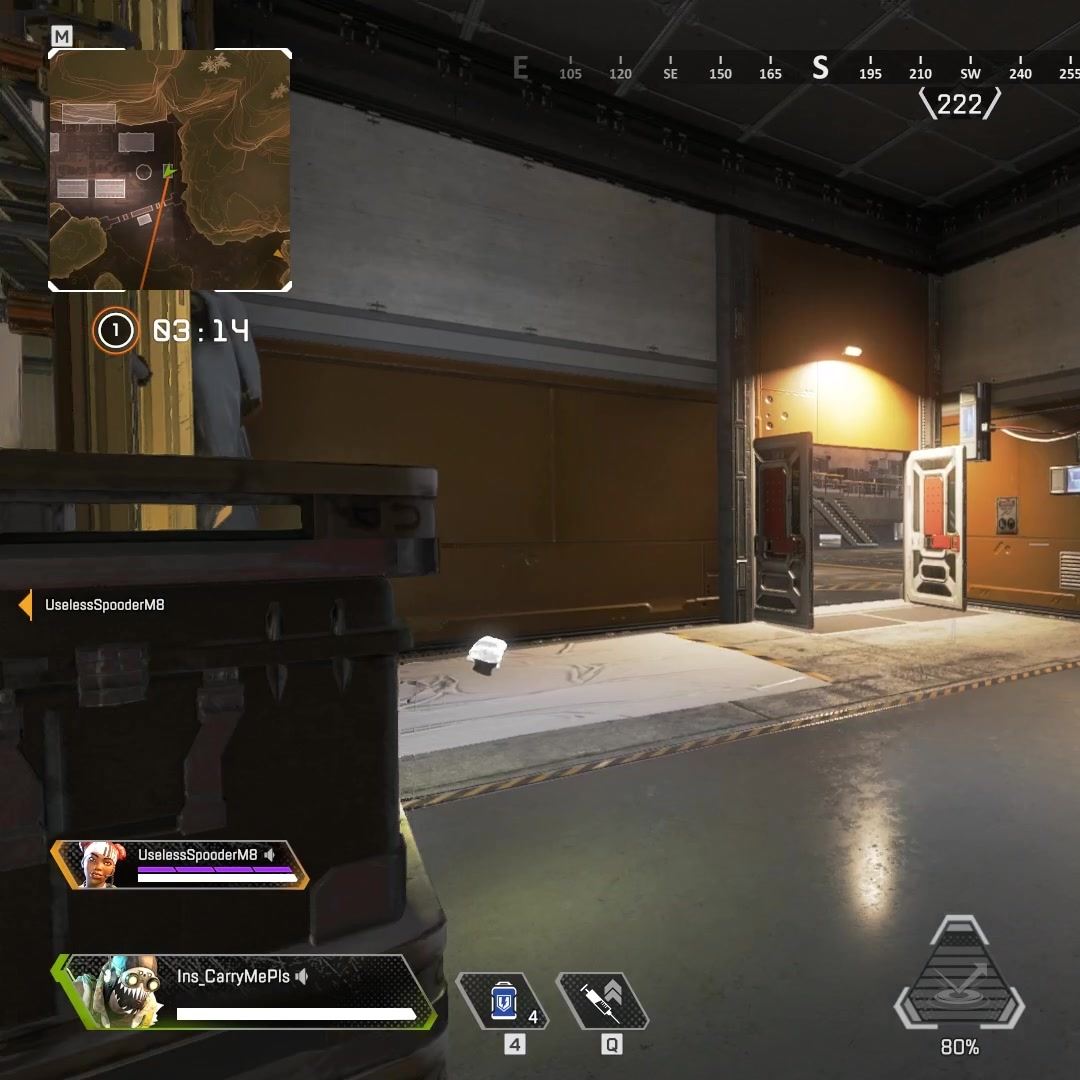 M
E 105 120 SE 150 165 S 195 210 SW 240 255
222
1 03:14
UselessSpooderM8
UselessSpooderM8
Ins_CarryMePls
4
4 Q
80%